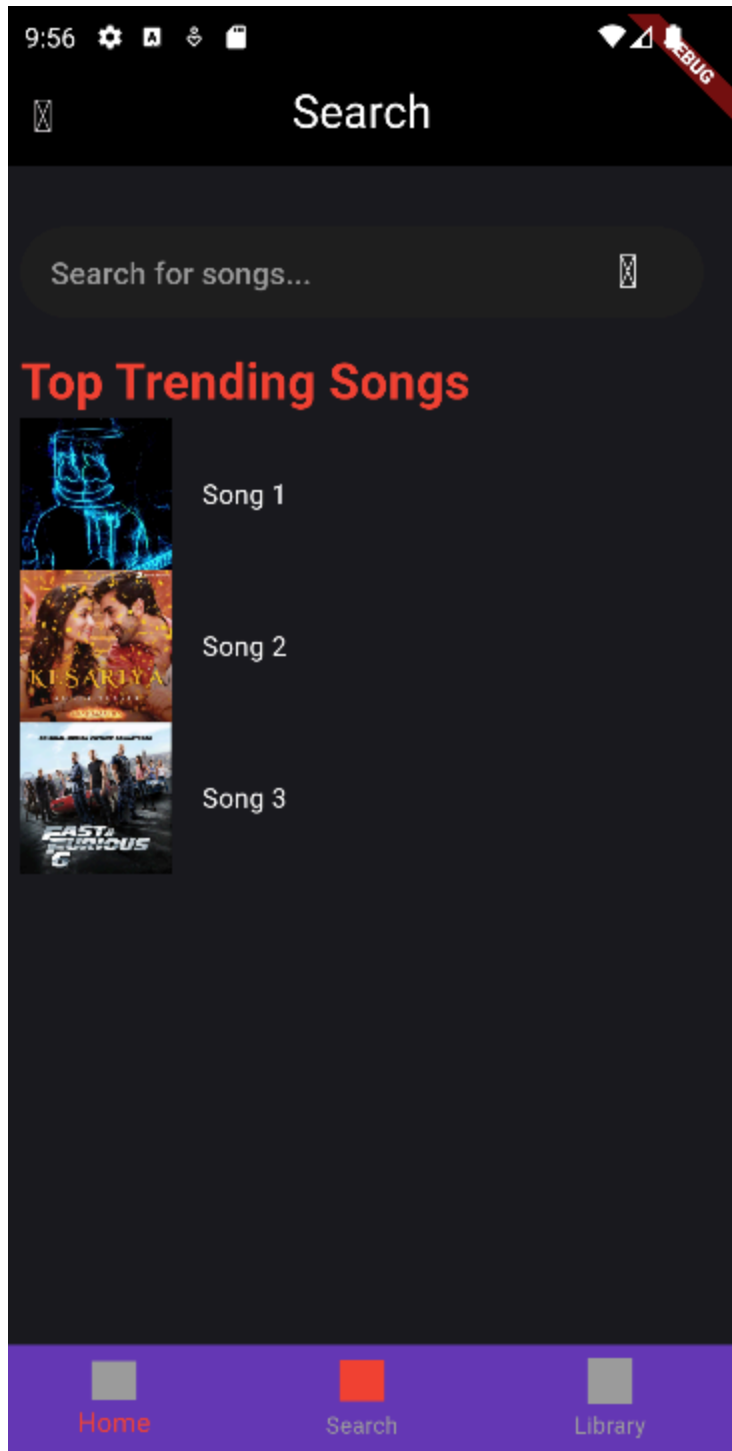 9:56
DEBUG
Search
Search for songs...
Top Trending Songs
Song 1
KESARIYA
Song 2
Song 3
FAST &
FURIOUS
6
Home
Search
Library